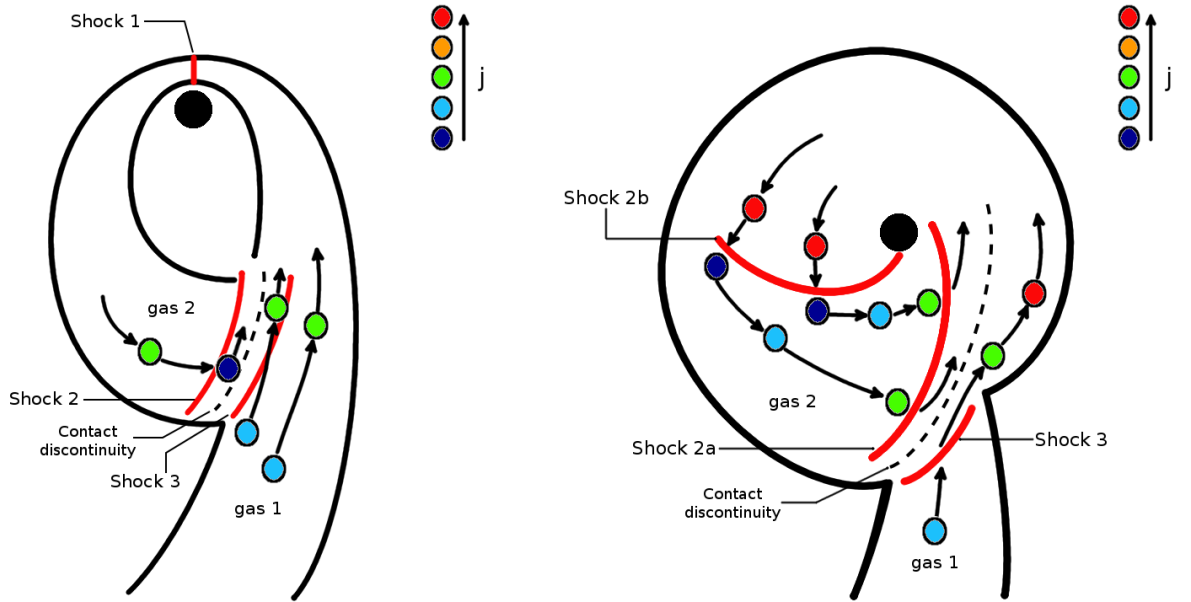 Shock 1
j
gas 2
Shock 2
Contact
discontinuity
Shock 3
gas 1
j
Shock 2b
gas 2
Shock 2a
Shock 3
Contact
discontinuity
gas 1